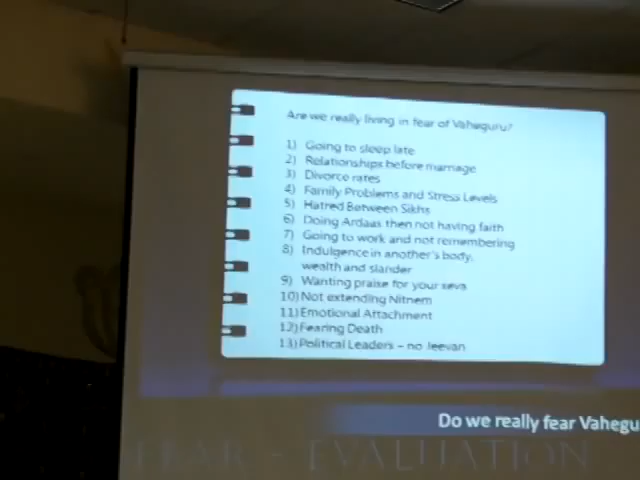 Are we really living in fear of Vaheguru?
1) Going to sleep late
2) Relationships before marriage
3) Divorce rates
4) Family Problems and Stress Levels
5) Hatred Between Sikhs
6) Doing Ardaas then not having faith
7) Going to work and not remembering
8) Indulgence in another's body,
wealth and slander
9) Wanting praise for your seva
10) Not extending Nitnem
11) Emotional Attachment
12) Fearing Death
13) Political Leaders – no Jeevan
Do we really fear Vahegu
FEAR - EVALUATION